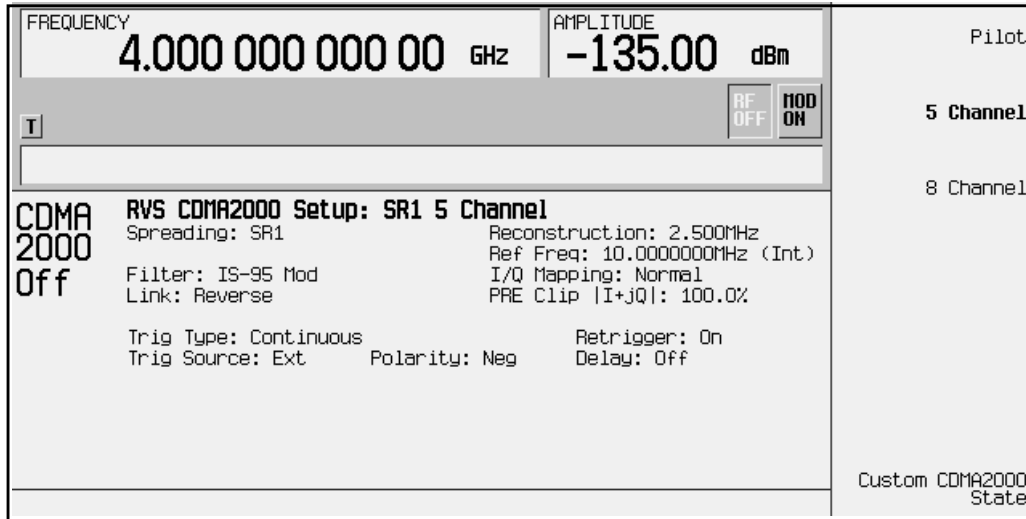 FREQUENCY
4.000 000 000 00 GHz
AMPLITUDE
-135.00 dBm
RF OFF
MOD ON
T
CDMA
2000
Off
RVS CDMA2000 Setup: SR1 5 Channel
Spreading: SR1
Reconstruction: 2.500MHz
Ref Freq: 10.0000000MHz (Int)
Filter: IS-95 Mod
I/Q Mapping: Normal
Link: Reverse
PRE Clip |I+jQ|: 100.0%
Trig Type: Continuous
Retrigger: On
Trig Source: Ext
Polarity: Neg
Delay: Off
Pilot
5 Channel
8 Channel
Custom CDMA2000
State